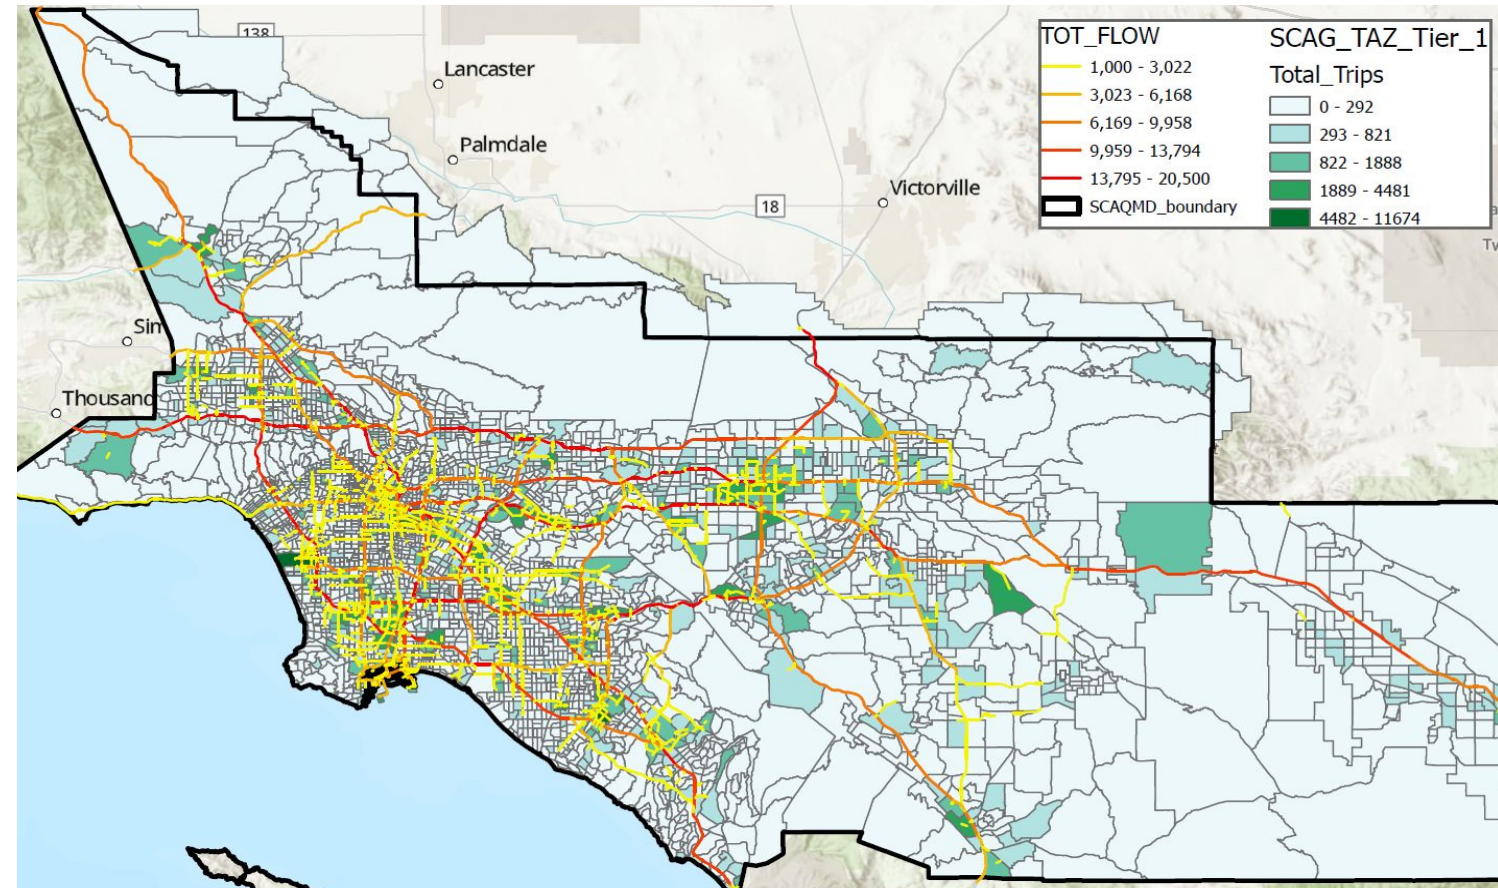 138
Lancaster
Palmdale
Victorville
18
Sim
Thousand
TOT_FLOW
1,000 - 3,022
3,023 - 6,168
6,169 - 9,958
9,959 - 13,794
13,795 - 20,500
SCAQMD_boundary
SCAG_TAZ_Tier_1
Total_Trips
0 - 292
293 - 821
822 - 1888
1889 - 4481
4482 - 11674